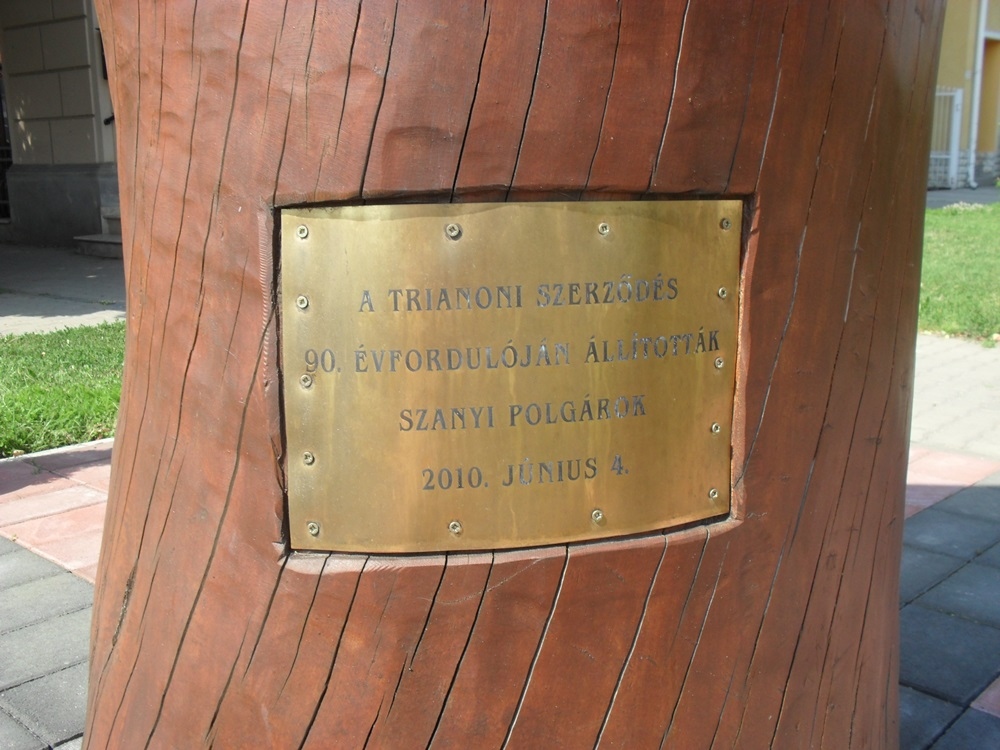 A TRIANONI SZERZŐDÉS
90. ÉVFORDULÓJÁN ÁLLÍTOTTÁK
SZANYI POLGÁROK
2010. JÚNIUS 4.